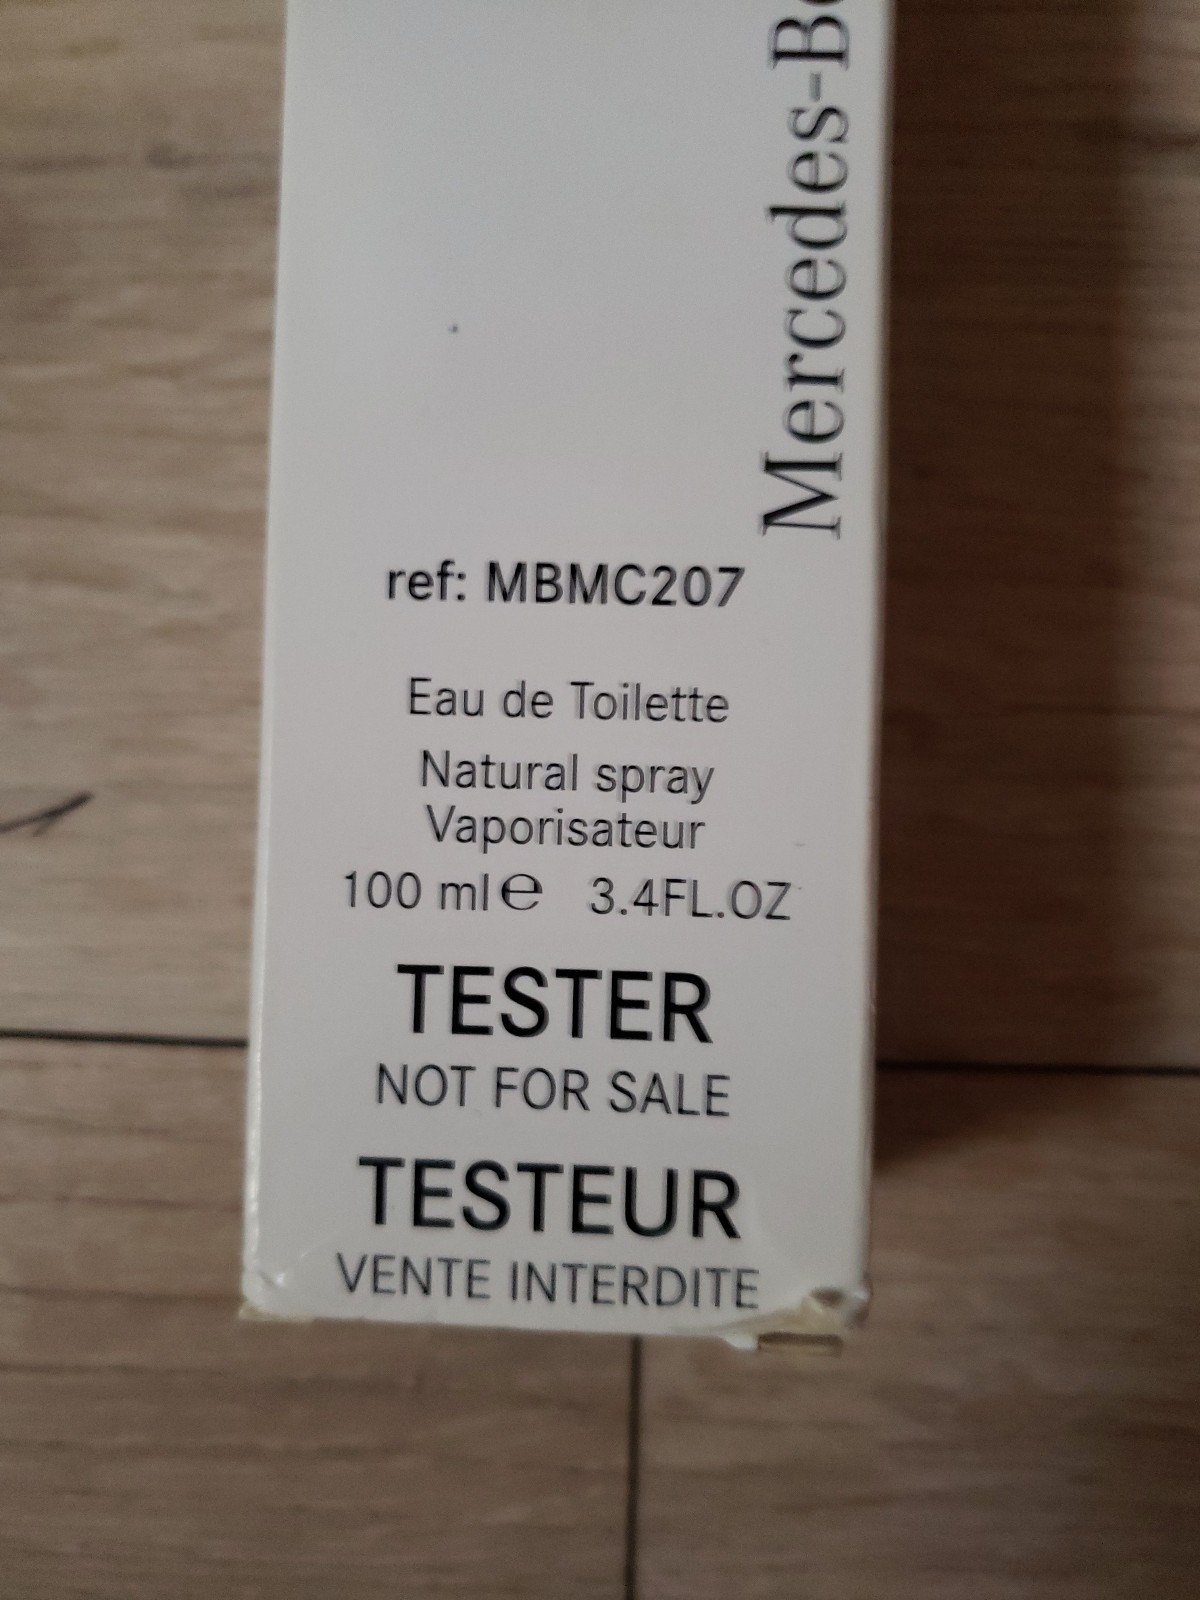 Mercedes-Be
ref: MBMC207
Eau de Toilette
Natural spray
Vaporisateur
100 ml ℮ 3.4FL.OZ
TESTER
NOT FOR SALE
TESTEUR
VENTE INTERDITE